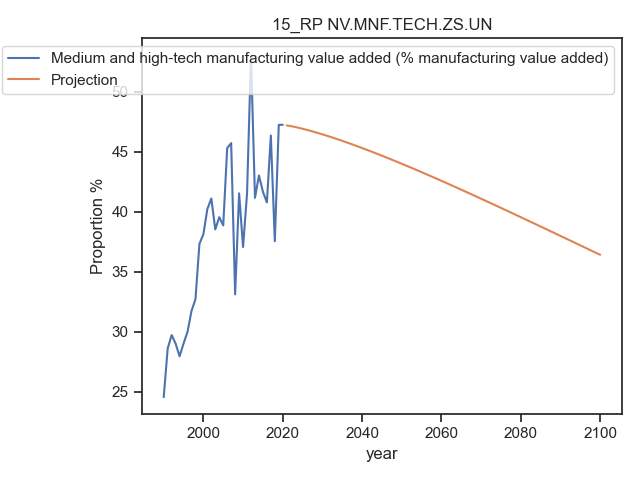 15_RP NV.MNF.TECH.ZS.UN
Medium and high-tech manufacturing value added (% manufacturing value added)
Projection
50
45
40
35
30
25
Proportion %
2000 2020 2040 2060 2080 2100
year